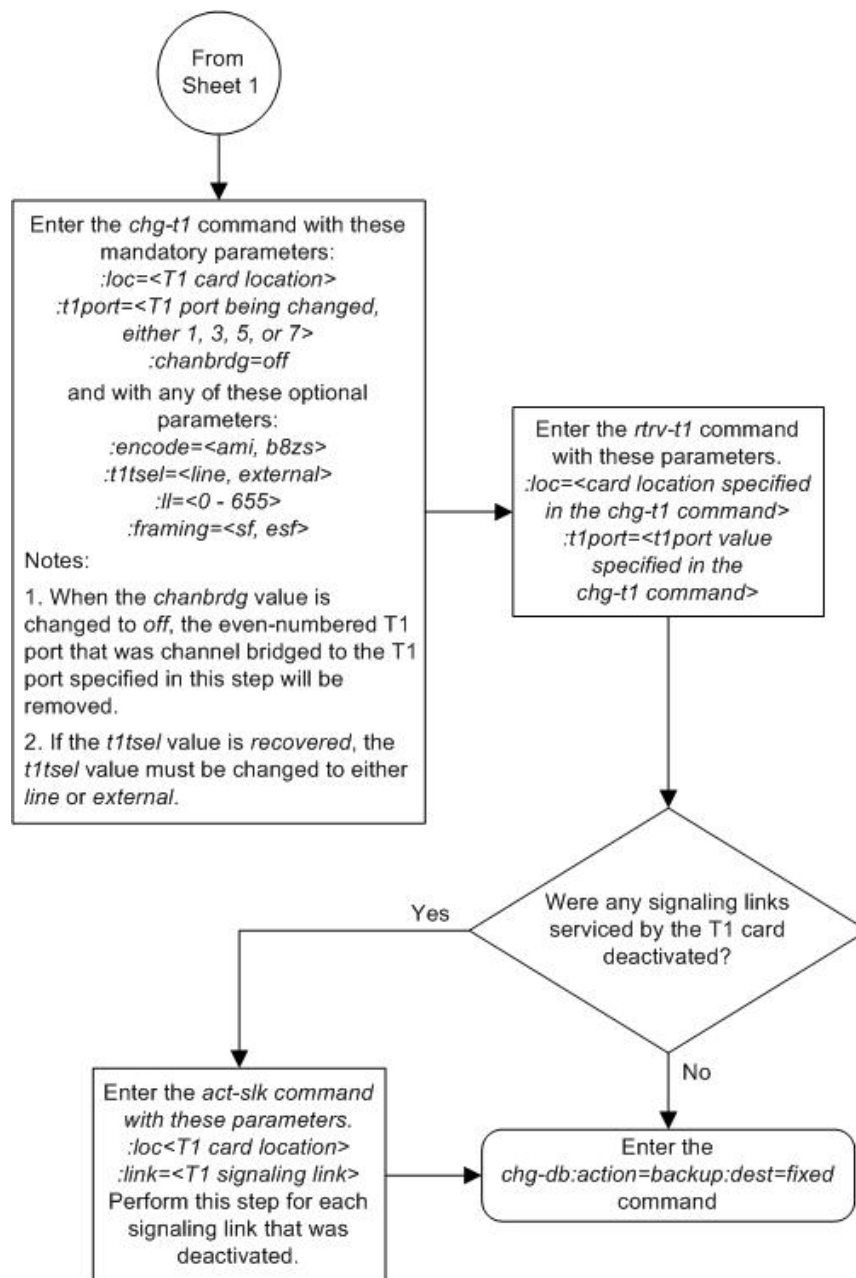 From
Sheet 1
Enter the chg-t1 command with these
mandatory parameters:
:loc=<T1 card location>
:t1port=<T1 port being changed,
either 1, 3, 5, or 7>
:chanbrdg=off
and with any of these optional
parameters:
:encode=<ami, b8zs>
:t1tsel=<line, external>
:ll=<0 - 655>
:framing=<sf, esf>
Notes:
1. When the chanbrdg value is
changed to off, the even-numbered T1
port that was channel bridged to the T1
port specified in this step will be
removed.
2. If the t1tsel value is recovered, the
t1tsel value must be changed to either
line or external.
Enter the rtrv-t1 command
with these parameters.
:loc=<card location specified
in the chg-t1 command>
:t1port=<t1port value
specified in the
chg-t1 command>
Were any signaling links
serviced by the T1 card
deactivated?
Yes
No
Enter the act-slk command
with these parameters.
:loc<T1 card location>
:link=<T1 signaling link>
Perform this step for each
signaling link that was
deactivated.
Enter the
chg-db:action=backup:dest=fixed
command